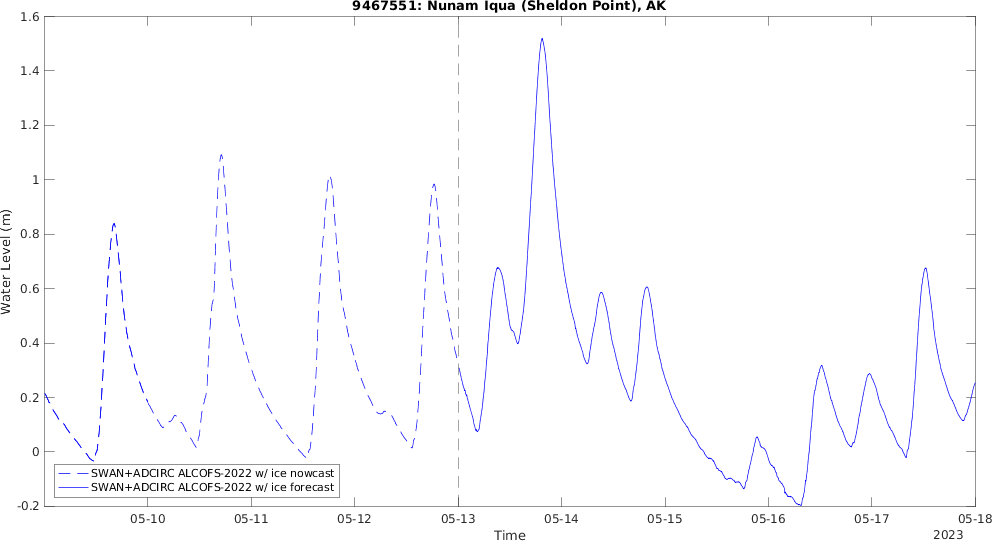 9467551: Nunam Iqua (Sheldon Point), AK
1.6
1.4
1.2
1
0.8
0.6
0.4
0.2
0
-0.2
Water Level (m)
SWAN+ADCIRC ALCOFS-2022 w/ ice nowcast
SWAN+ADCIRC ALCOFS-2022 w/ ice forecast
05-10 05-11 05-12 05-13 05-14 05-15 05-16 05-17 05-18
Time
2023